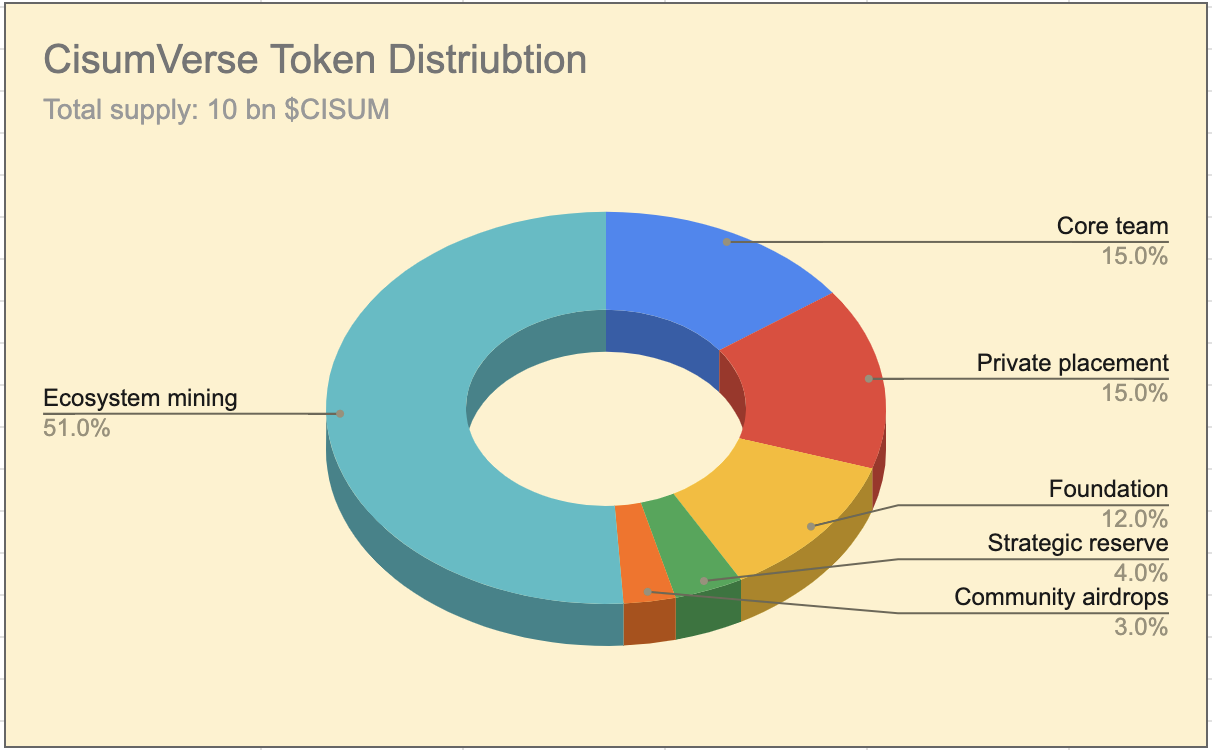 CisumVerse Token Distriubtion
Total supply: 10 bn $CISUM
Core team
15.0%
Private placement
15.0%
Ecosystem mining
51.0%
Foundation
12.0%
Strategic reserve
4.0%
Community airdrops
3.0%